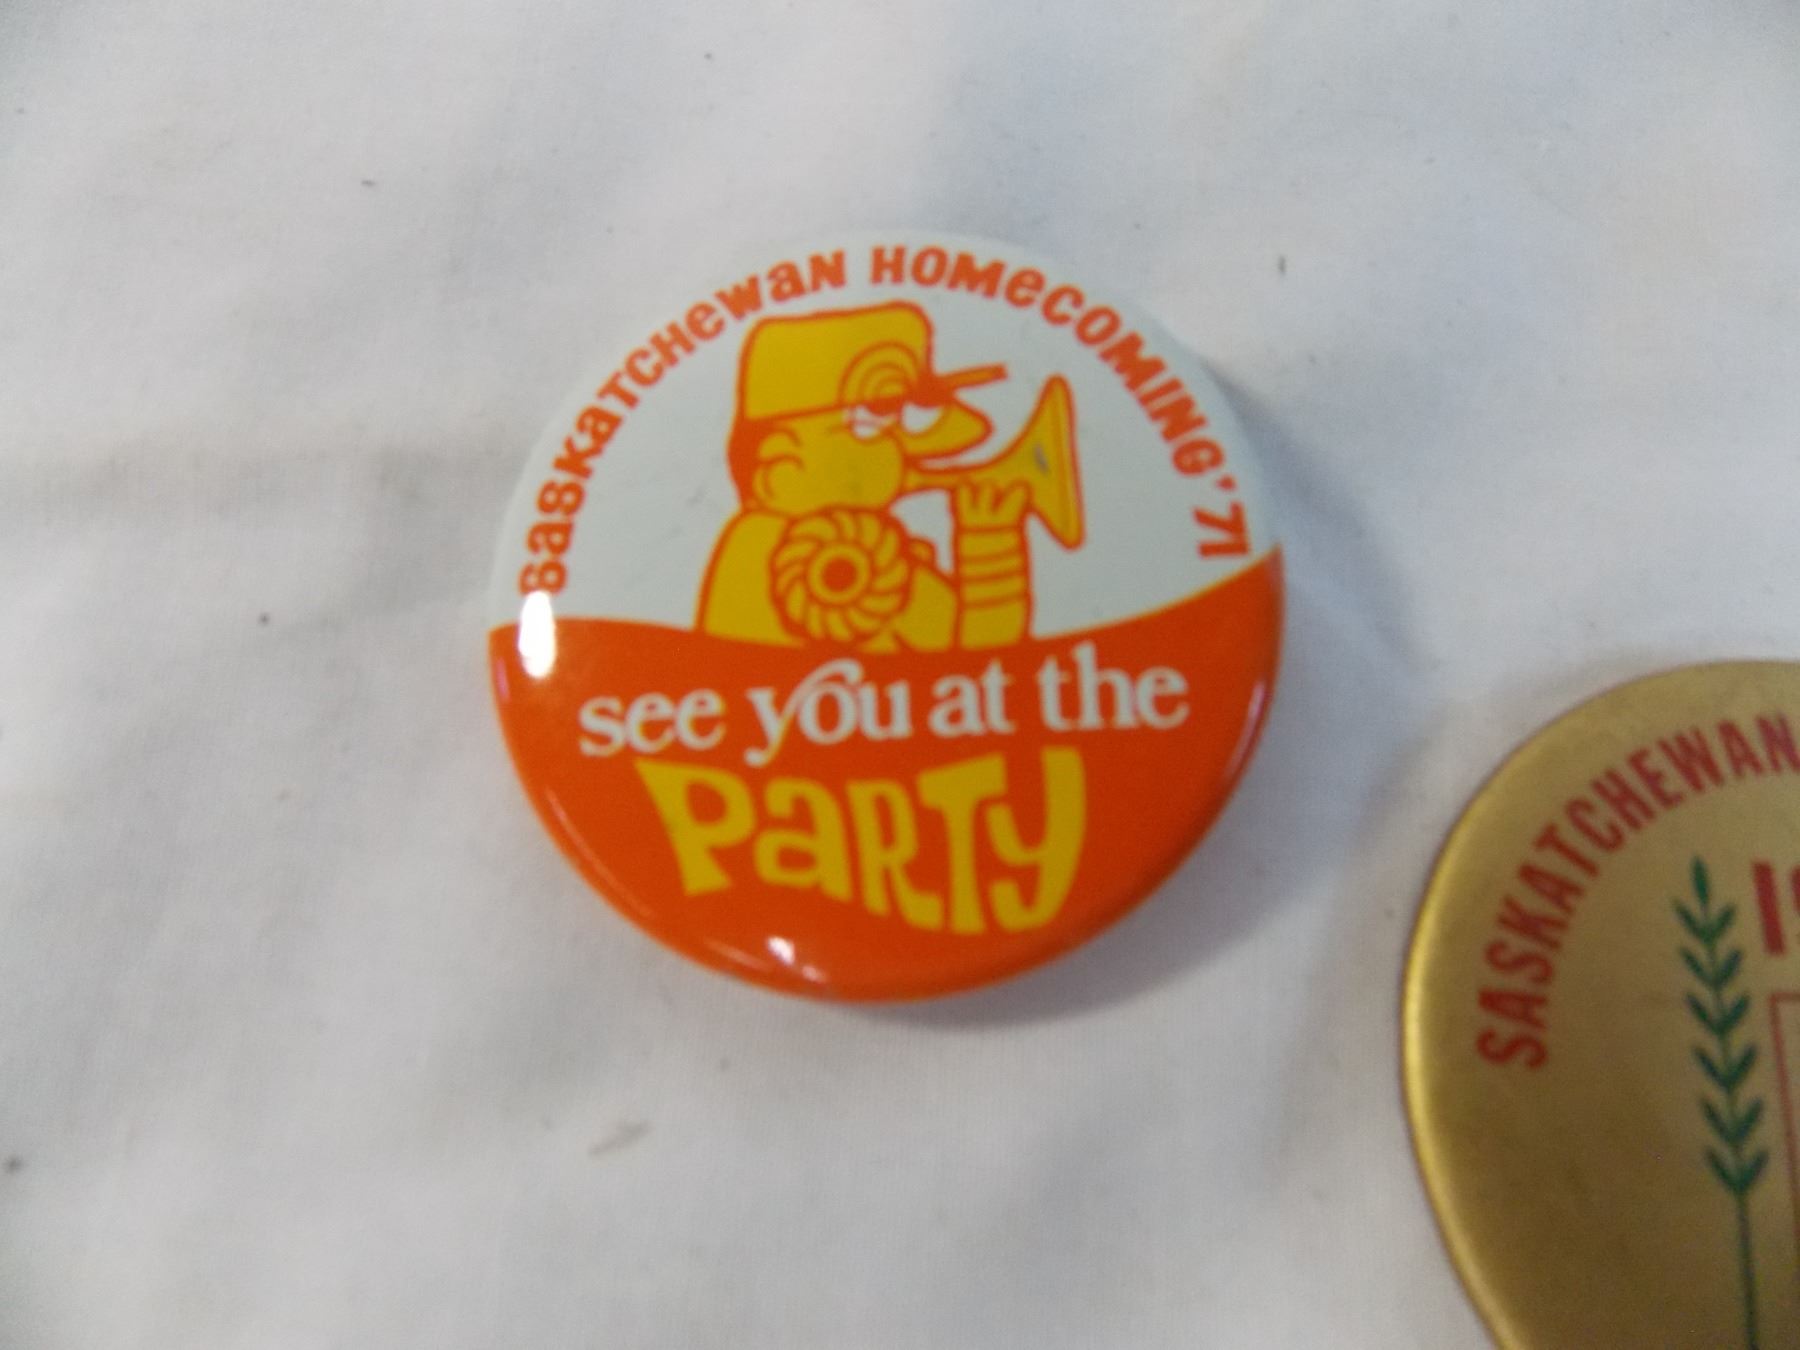 SASKATCHEWAN HOMECOMING '71
see you at the
PARTY
SASKATCHEWAN